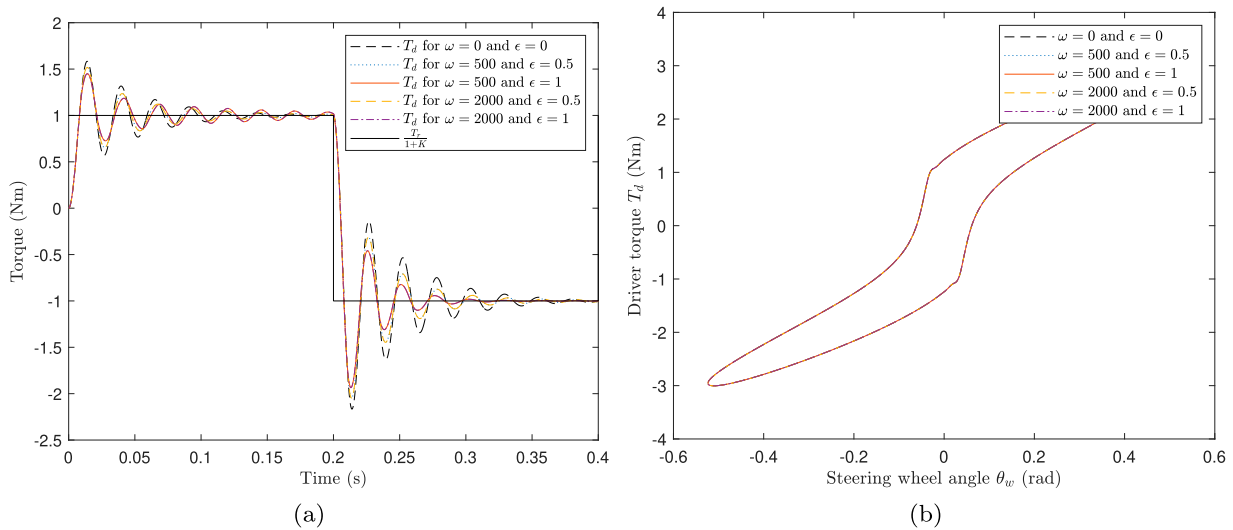 2
1.5
1
0.5
0
-0.5
-1
-1.5
-2
-2.5
0
0.05
0.1
0.15
0.2
0.25
0.3
0.35
0.4
Torque (Nm)
Time (s)
T_d for ω = 0 and ϵ = 0
T_d for ω = 500 and ϵ = 0.5
T_d for ω = 500 and ϵ = 1
T_d for ω = 2000 and ϵ = 0.5
T_d for ω = 2000 and ϵ = 1
T_r/(1+K)
(a)
4
3
2
1
0
-1
-2
-3
-4
-0.6
-0.4
-0.2
0
0.2
0.4
0.6
Driver torque T_d (Nm)
Steering wheel angle θ_w (rad)
ω = 0 and ϵ = 0
ω = 500 and ϵ = 0.5
ω = 500 and ϵ = 1
ω = 2000 and ϵ = 0.5
ω = 2000 and ϵ = 1
(b)